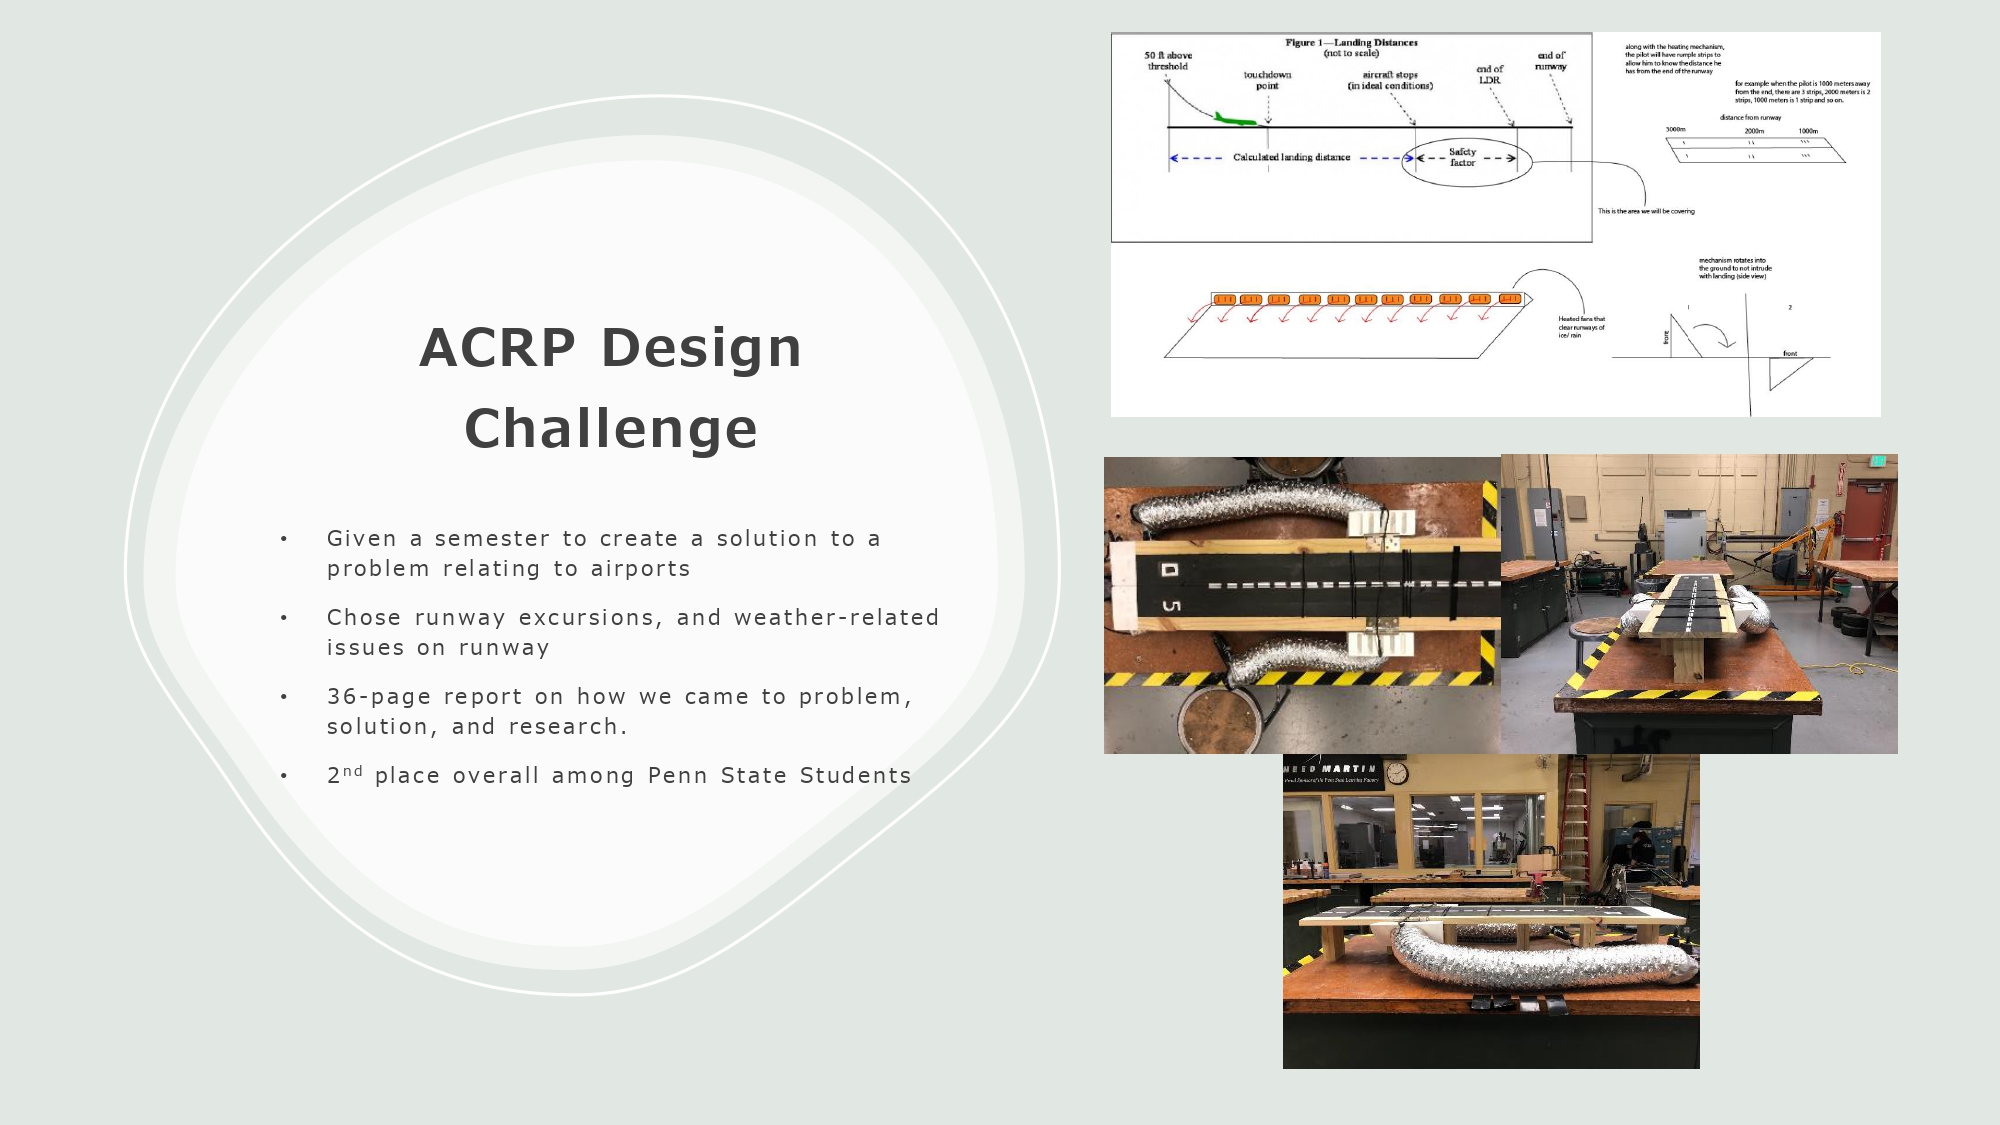 ACRP Design
Challenge
• Given a semester to create a solution to a
problem relating to airports
• Chose runway excursions, and weather-related
issues on runway
• 36-page report on how we came to problem,
solution, and research.
• 2nd place overall among Penn State Students
Figure 1—Landing Distances
(not to scale)
50 ft above
threshold
touchdown
point
aircraft stops
(in ideal conditions)
end of
LDR
end of
runway
Calculated landing distance
Safety
factor
along with the heating mechanism,
the pilot will have rumple strips to
allow him to know the distance he
has from the end of the runway
for example when the pilot is 1000 meters away
from the end, there are 3 strips, 2000 meters is 2
strips, 1000 meters is 1 strip and so on.
distance from runway
3000m 2000m 1000m
This is the area we will be covering
Heated fans that
clear runways of
ice/ rain
mechanism rotates into
the ground to not intrude
with landing (side view)
1 2
front
front
0
5
HEED MARTIN